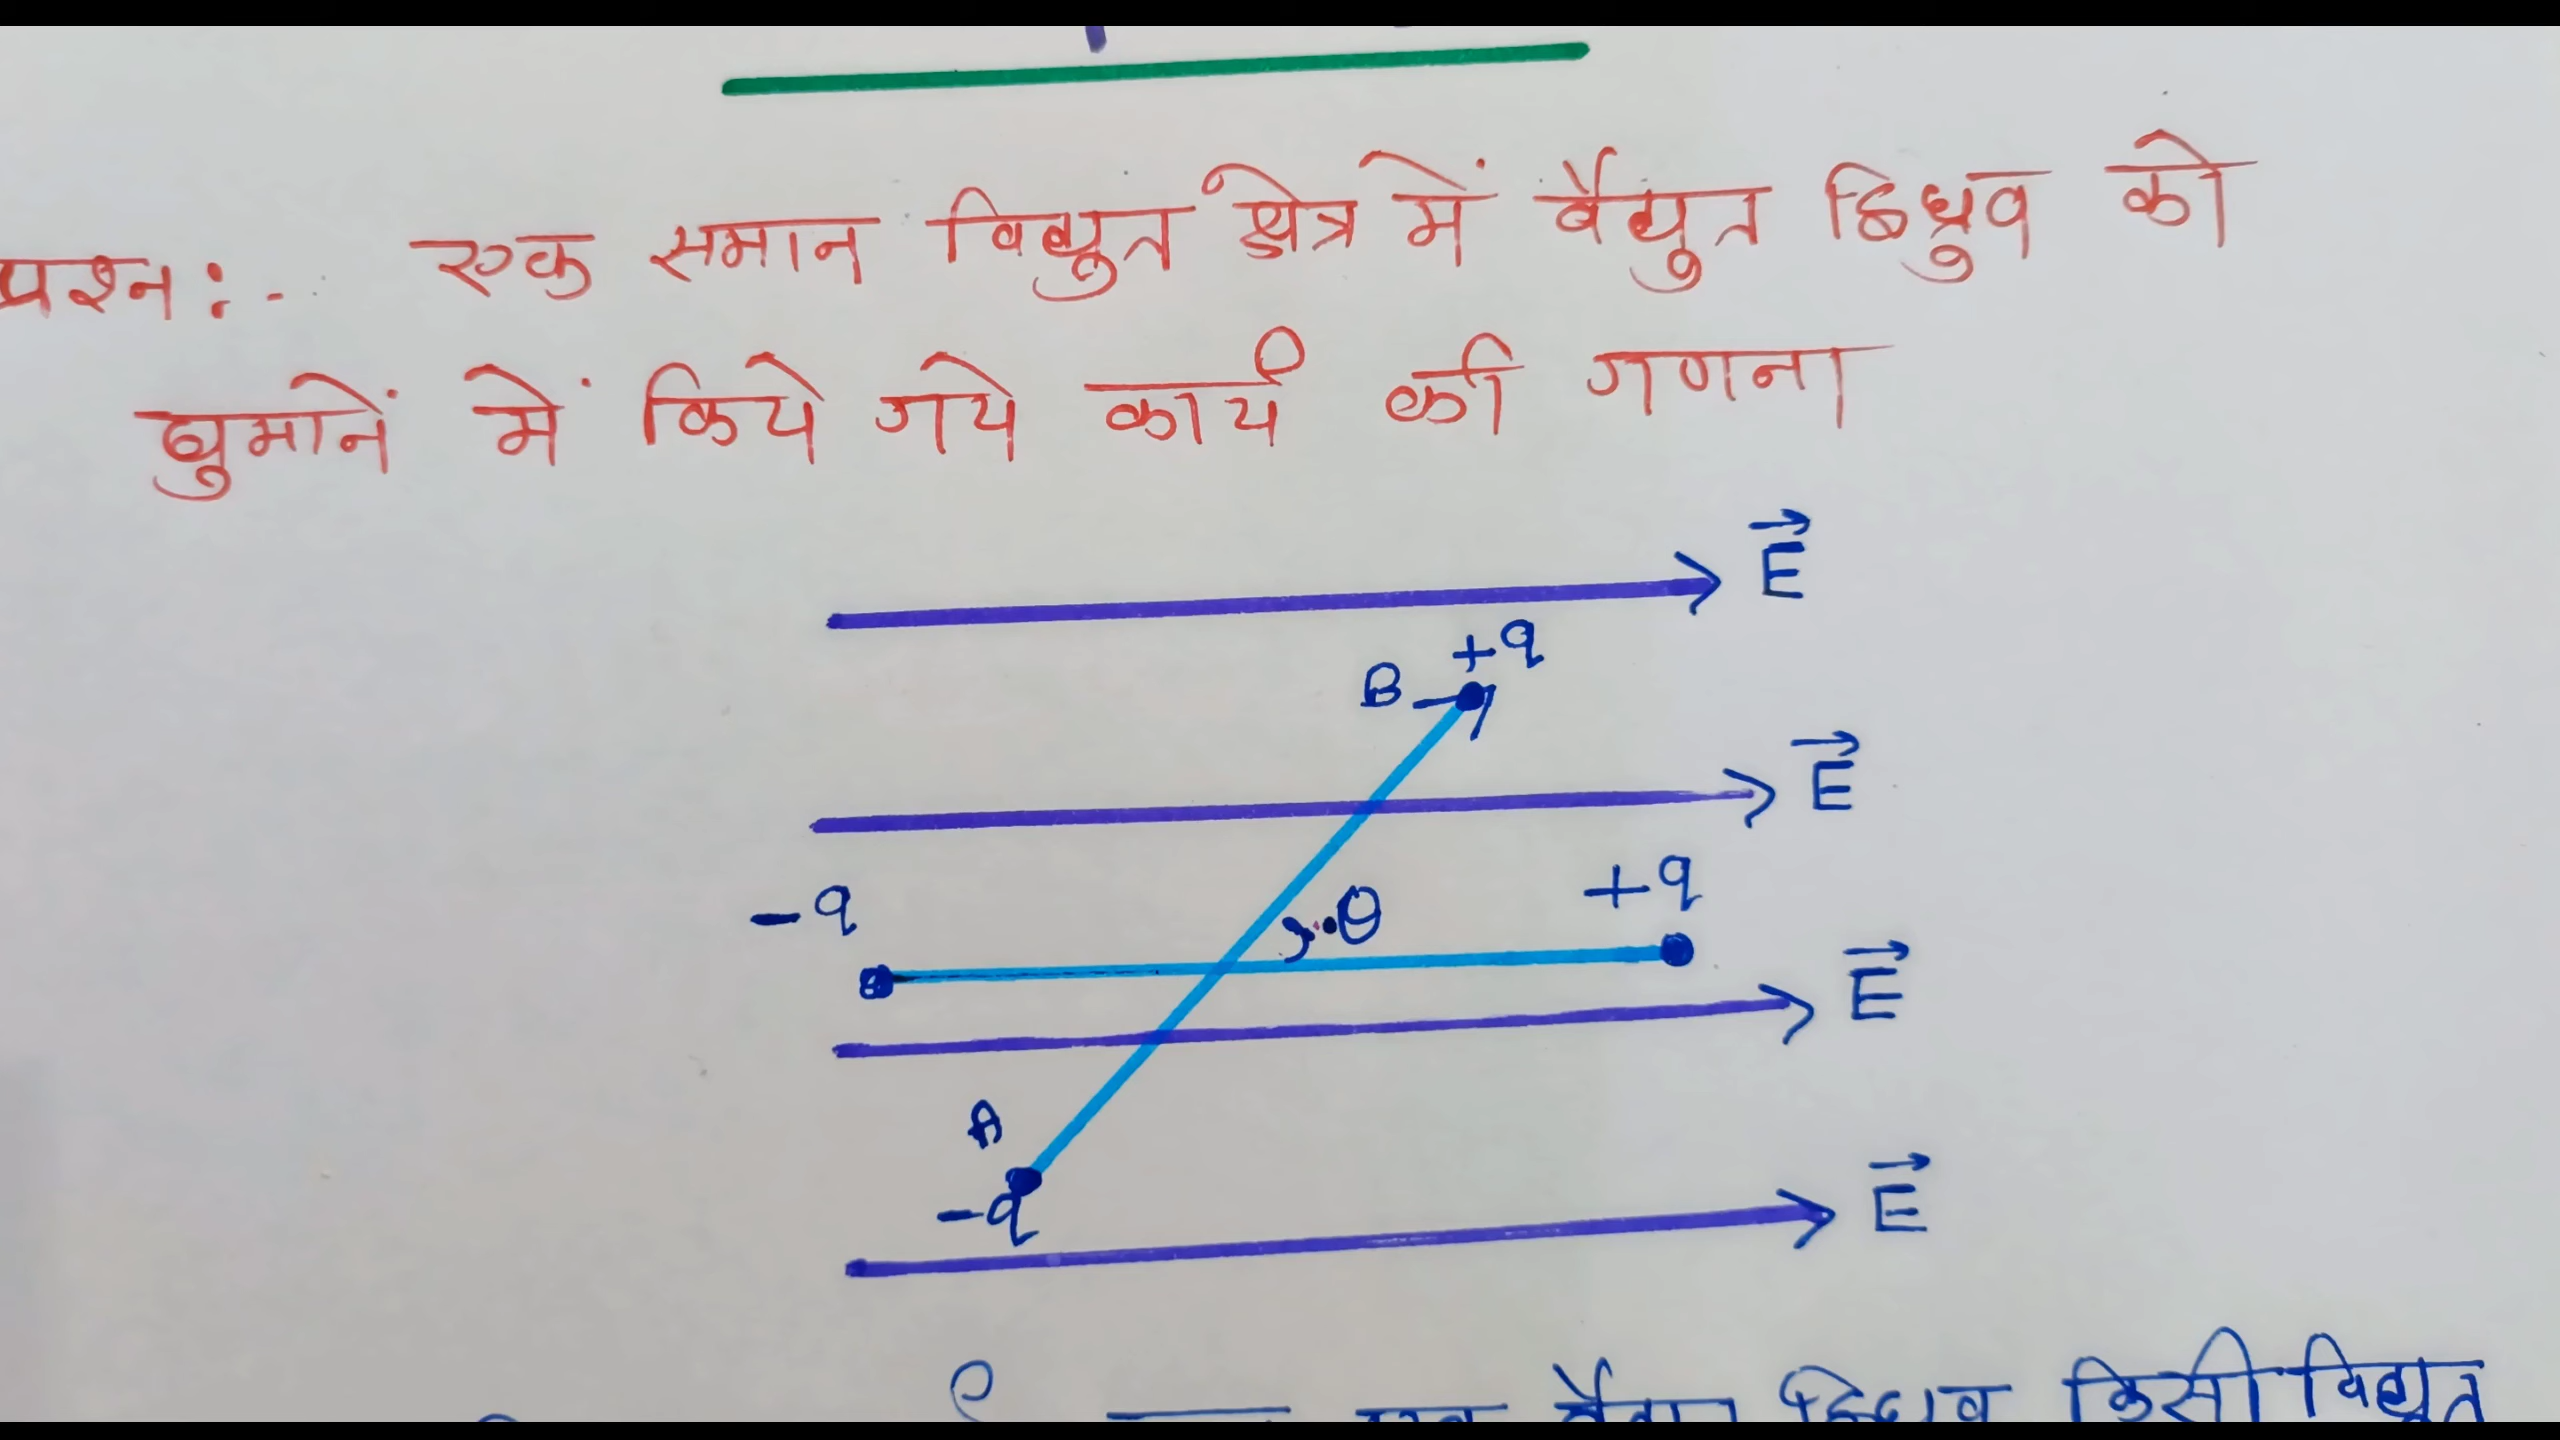 प्रश्न :- एक समान विद्युत क्षेत्र में वैद्युत द्विध्रुव को
घुमानें में किये गये कार्य की गणना
E
+q
B
E
-q
+q
θ
E
A
-q
E
द्विध्रुव किसी विद्युत